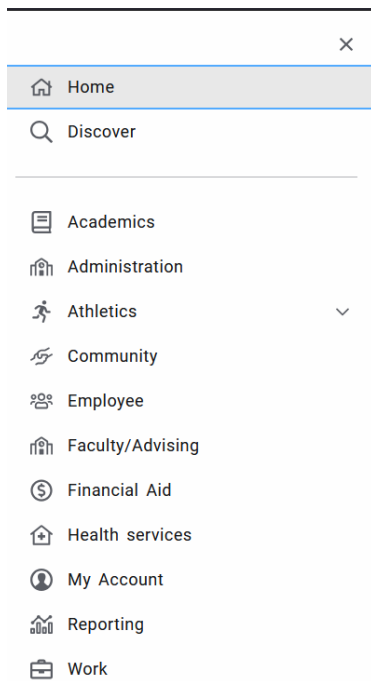 Home
Discover
Academics
Administration
Athletics
Community
Employee
Faculty/Advising
Financial Aid
Health services
My Account
Reporting
Work